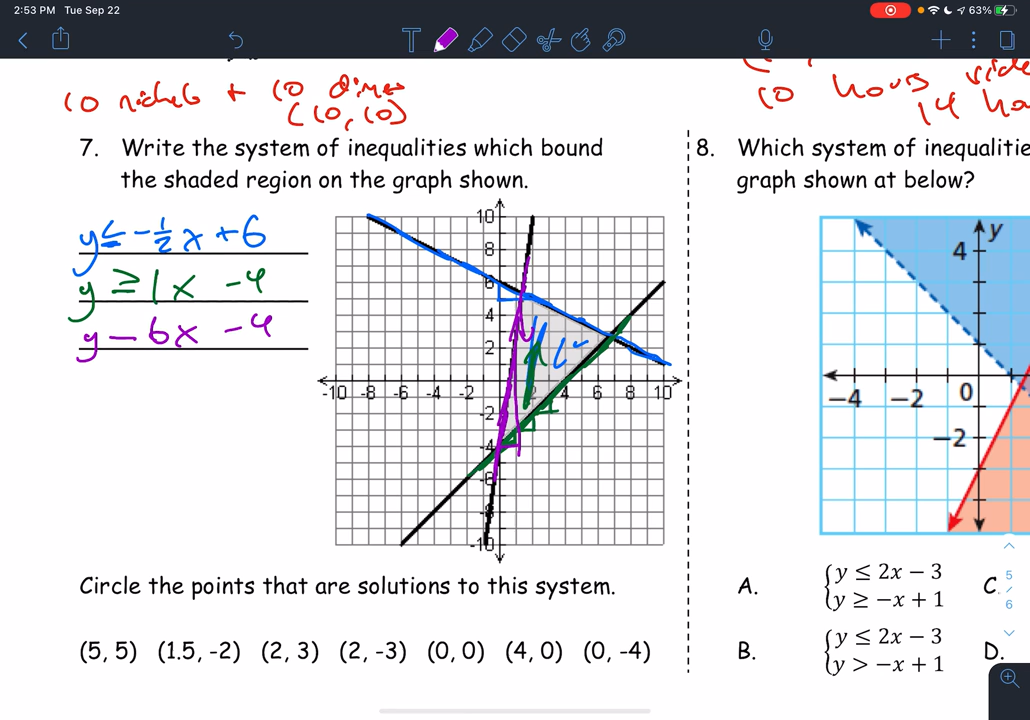 2:53 PM Tue Sep 22
63%
10 nickels + 10 dimes
(10,10)
10 hours
14
7. Write the system of inequalities which bound
the shaded region on the graph shown.
y ≤ -1/2 x + 6
y ≥ 1x - 4
y — 6x - 4
10
8
6
4
2
-10 -8 -6 -4 -2 2 4 6 8 10
-2
-4
-6
-8
-10
Circle the points that are solutions to this system.
(5, 5) (1.5, -2) (2, 3) (2, -3) (0, 0) (4, 0) (0, -4)
8. Which system of inequalitie
graph shown at below?
4 y
-4 -2 0
-2
A. {y ≤ 2x − 3
y ≥ −x + 1
C.
B. {y ≤ 2x − 3
y > −x + 1
D.
5
/
6